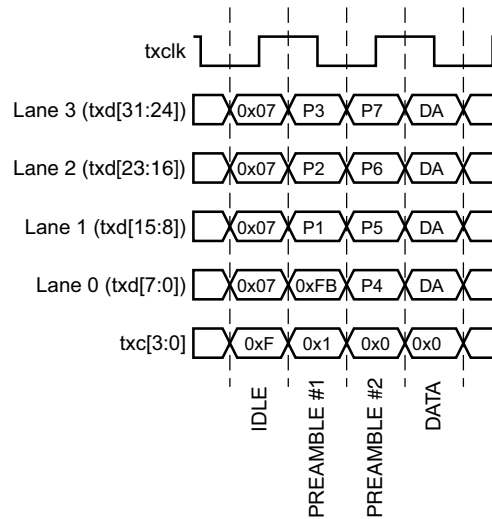 txclk
Lane 3 (txd[31:24]) 0x07 P3 P7 DA
Lane 2 (txd[23:16]) 0x07 P2 P6 DA
Lane 1 (txd[15:8]) 0x07 P1 P5 DA
Lane 0 (txd[7:0]) 0x07 0xFB P4 DA
txc[3:0] 0xF 0x1 0x0 0x0
IDLE
PREAMBLE #1
PREAMBLE #2
DATA